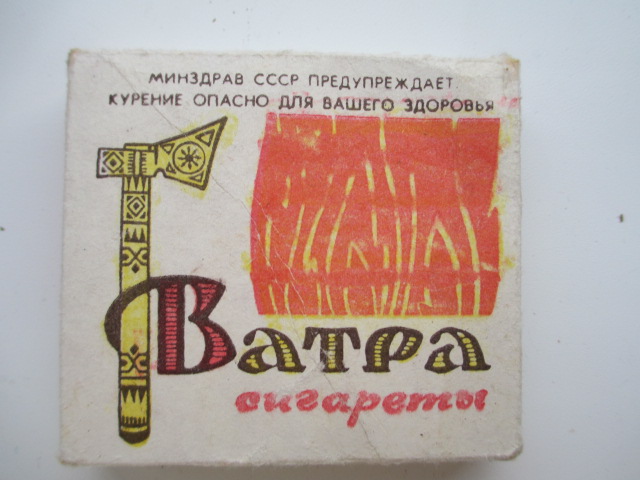 МИНЗДРАВ СССР ПРЕДУПРЕЖДАЕТ
КУРЕНИЕ ОПАСНО ДЛЯ ВАШЕГО ЗДОРОВЬЯ
Ватра
сигареты